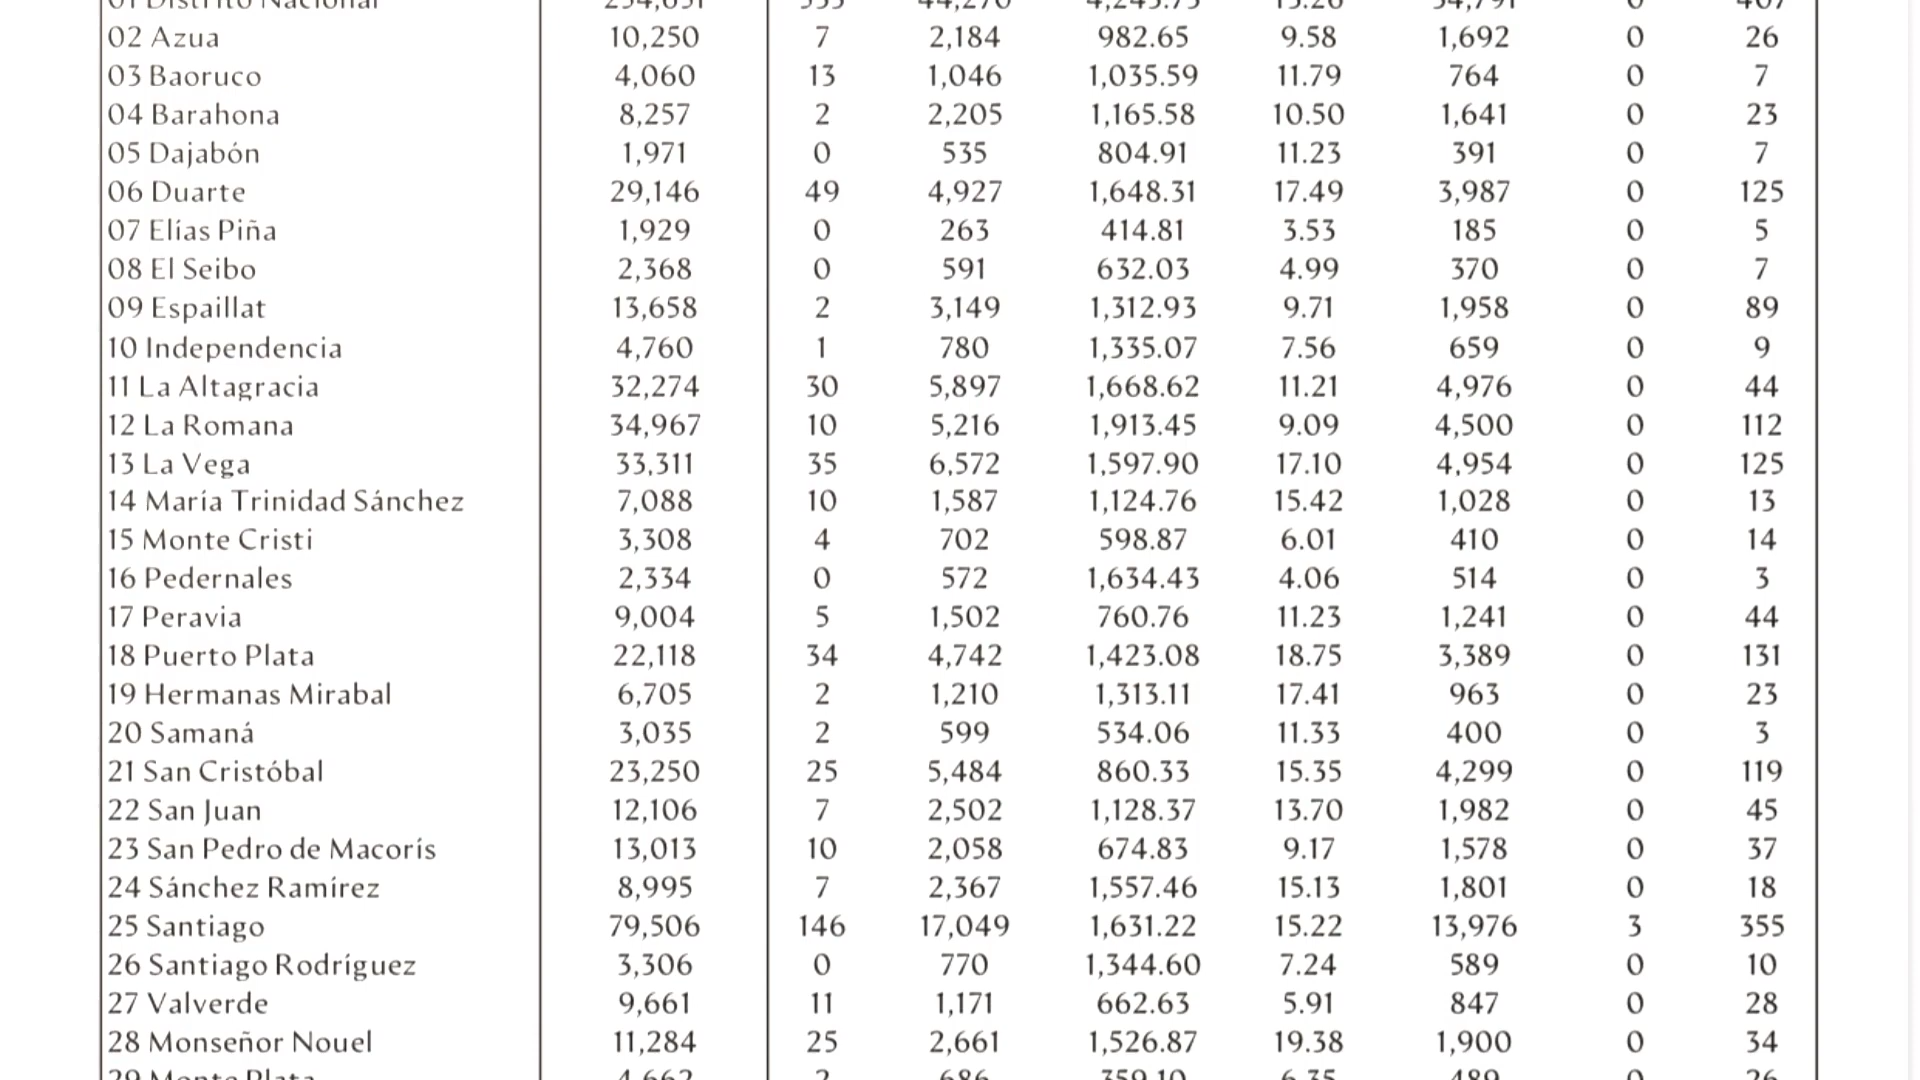 02 Azua 10,250 7 2,184 982.65 9.58 1,692 0 26
03 Baoruco 4,060 13 1,046 1,035.59 11.79 764 0 7
04 Barahona 8,257 2 2,205 1,165.58 10.50 1,641 0 23
05 Dajabón 1,971 0 535 804.91 11.23 391 0 7
06 Duarte 29,146 49 4,927 1,648.31 17.49 3,987 0 125
07 Elías Piña 1,929 0 263 414.81 3.53 185 0 5
08 El Seibo 2,368 0 591 632.03 4.99 370 0 7
09 Espaillat 13,658 2 3,149 1,312.93 9.71 1,958 0 89
10 Independencia 4,760 1 780 1,335.07 7.56 659 0 9
11 La Altagracia 32,274 30 5,897 1,668.62 11.21 4,976 0 44
12 La Romana 34,967 10 5,216 1,913.45 9.09 4,500 0 112
13 La Vega 33,311 35 6,572 1,597.90 17.10 4,954 0 125
14 María Trinidad Sánchez 7,088 10 1,587 1,124.76 15.42 1,028 0 13
15 Monte Cristi 3,308 4 702 598.87 6.01 410 0 14
16 Pedernales 2,334 0 572 1,634.43 4.06 514 0 3
17 Peravia 9,004 5 1,502 760.76 11.23 1,241 0 44
18 Puerto Plata 22,118 34 4,742 1,423.08 18.75 3,389 0 131
19 Hermanas Mirabal 6,705 2 1,210 1,313.11 17.41 963 0 23
20 Samaná 3,035 2 599 534.06 11.33 400 0 3
21 San Cristóbal 23,250 25 5,484 860.33 15.35 4,299 0 119
22 San Juan 12,106 7 2,502 1,128.37 13.70 1,982 0 45
23 San Pedro de Macorís 13,013 10 2,058 674.83 9.17 1,578 0 37
24 Sánchez Ramírez 8,995 7 2,367 1,557.46 15.13 1,801 0 18
25 Santiago 79,506 146 17,049 1,631.22 15.22 13,976 3 355
26 Santiago Rodríguez 3,306 0 770 1,344.60 7.24 589 0 10
27 Valverde 9,661 11 1,171 662.63 5.91 847 0 28
28 Monseñor Nouel 11,284 25 2,661 1,526.87 19.38 1,900 0 34
29 Monte Plata